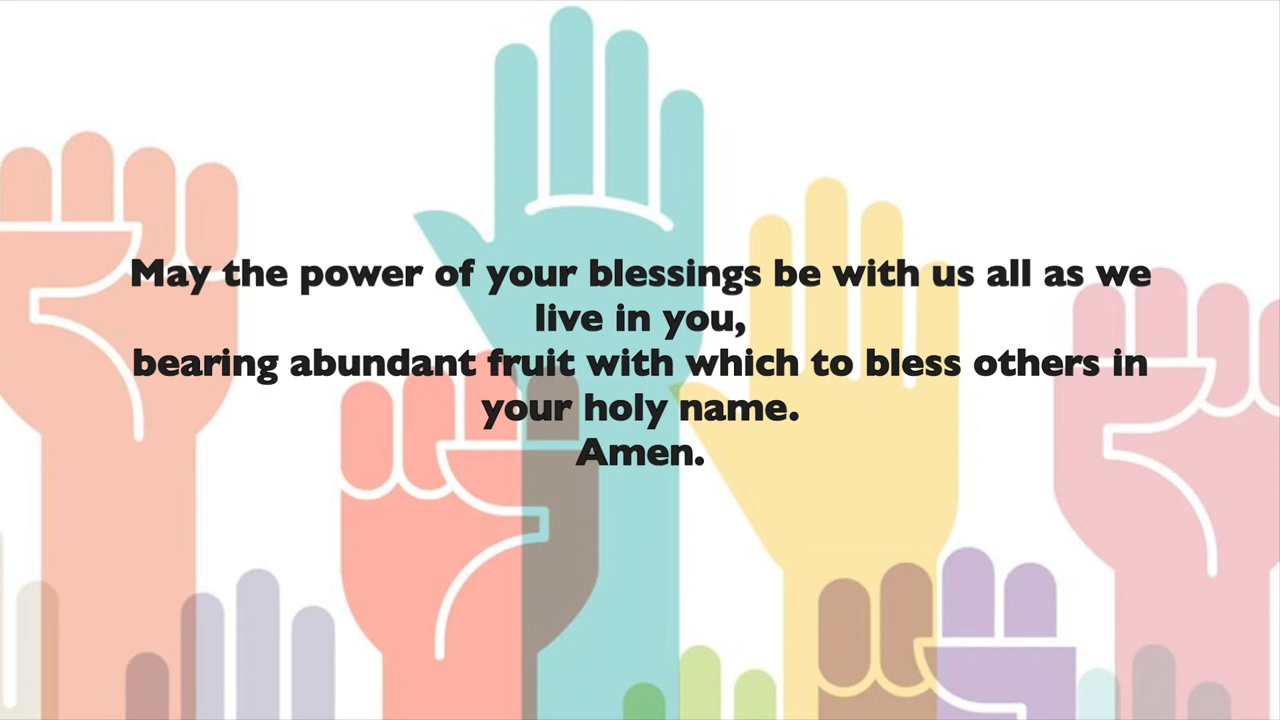 May the power of your blessings be with us all as we
live in you,
bearing abundant fruit with which to bless others in
your holy name.
Amen.